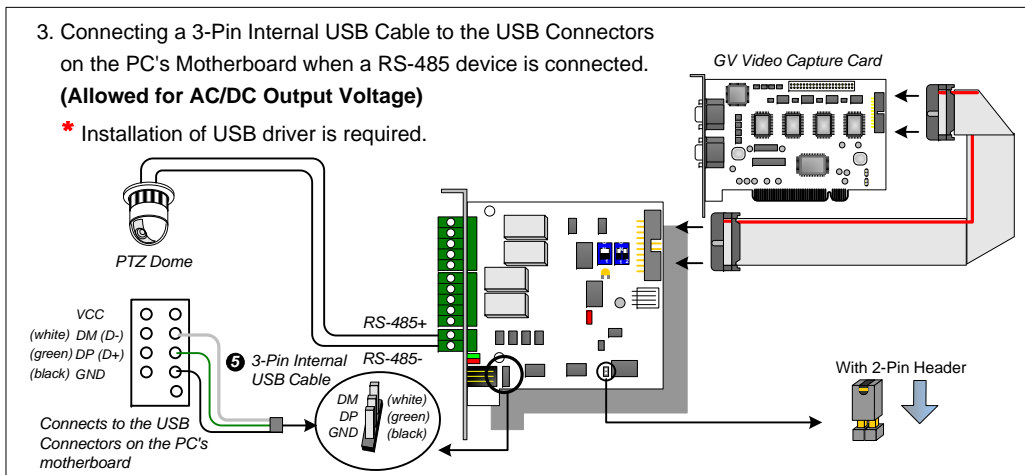 3. Connecting a 3-Pin Internal USB Cable to the USB Connectors
on the PC's Motherboard when a RS-485 device is connected.
(Allowed for AC/DC Output Voltage)
* Installation of USB driver is required.
GV Video Capture Card
PTZ Dome
RS-485+
RS-485-
VCC
(white) DM (D-)
(green) DP (D+)
(black) GND
5 3-Pin Internal
USB Cable
DM (white)
DP (green)
GND (black)
Connects to the USB
Connectors on the PC's
motherboard
With 2-Pin Header